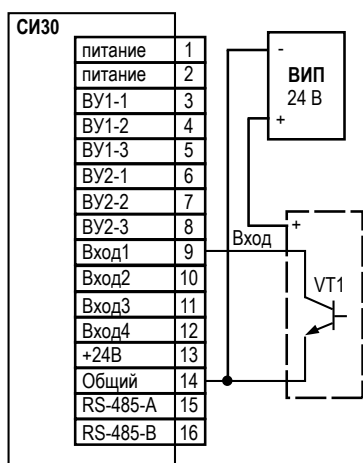 СИ30
питание 1
питание 2
ВУ1-1 3
ВУ1-2 4
ВУ1-3 5
ВУ2-1 6
ВУ2-2 7
ВУ2-3 8
Вход1 9
Вход2 10
Вход3 11
Вход4 12
+24В 13
Общий 14
RS-485-A 15
RS-485-B 16
-
ВИП
24 В
+
Вход
+
VT1